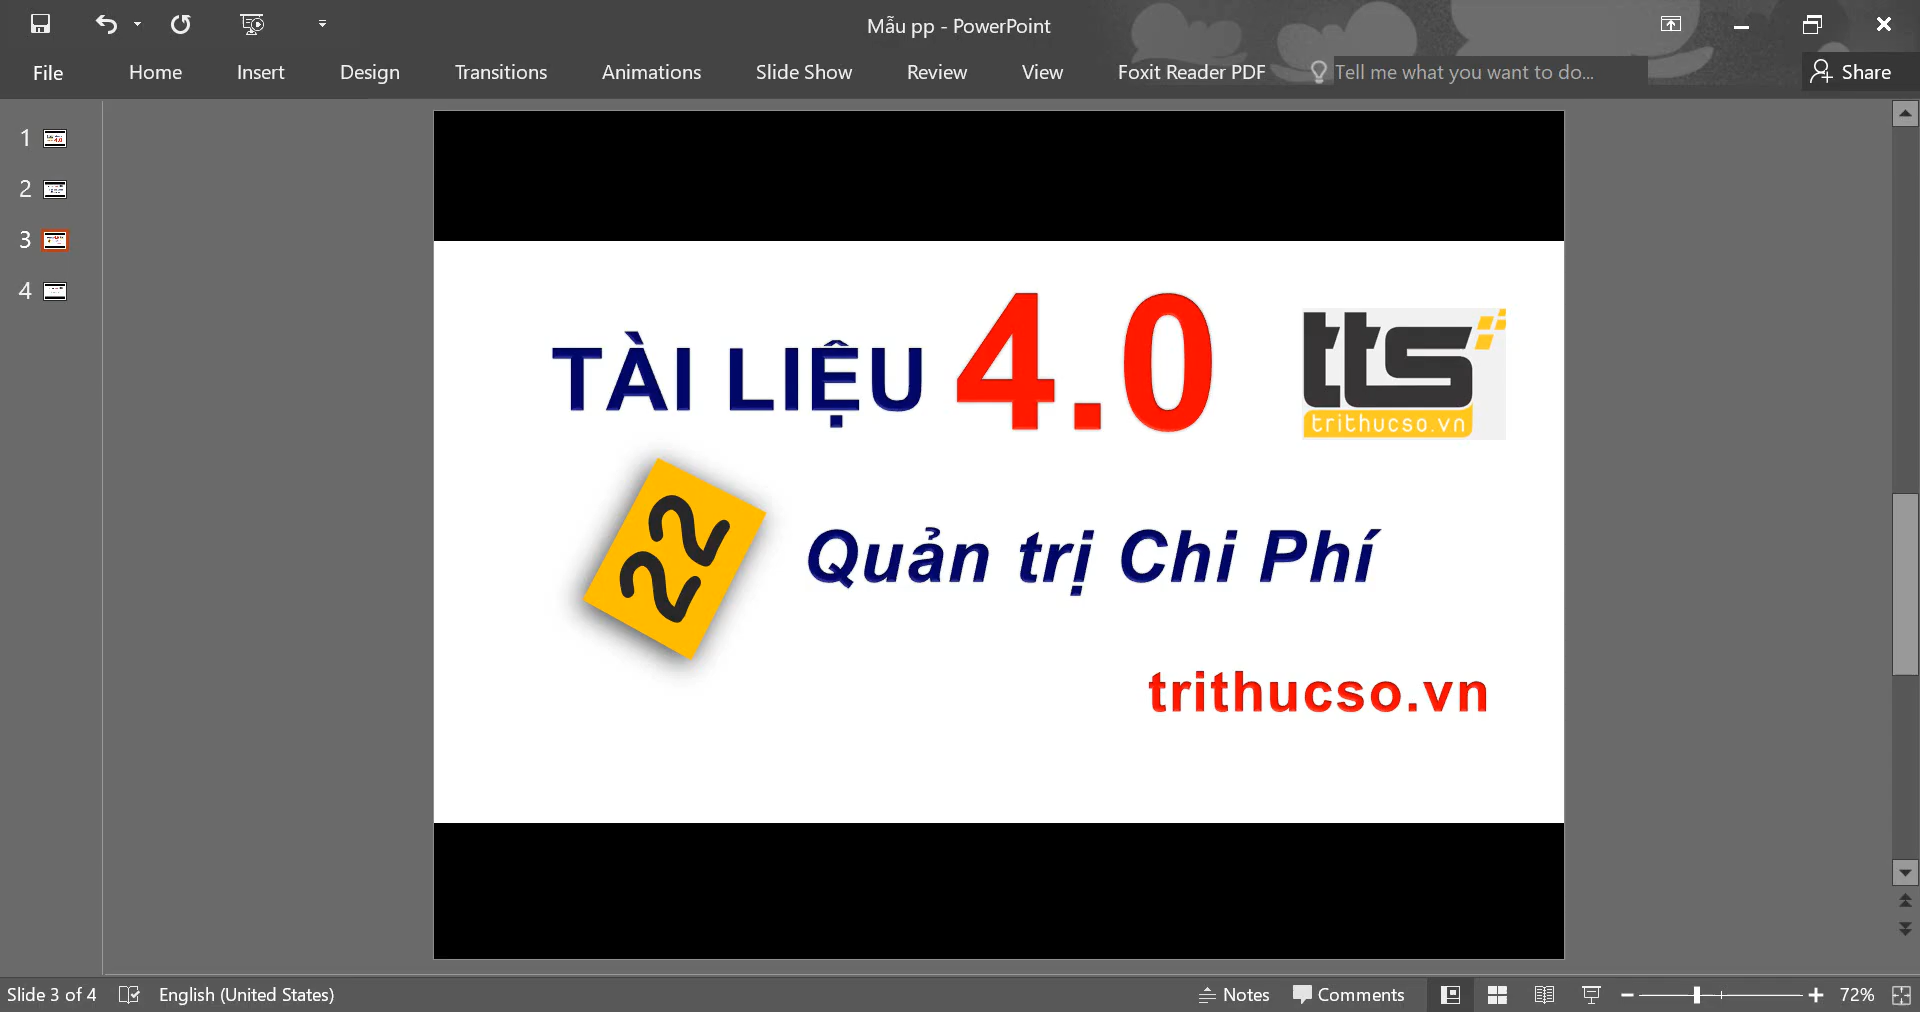 Mẫu pp - PowerPoint
File Home Insert Design Transitions Animations Slide Show Review View Foxit Reader PDF Tell me what you want to do... Share
1
2
3
4
TÀI LIỆU 4.0
tts
trithucso.vn
22
Quản trị Chi Phí
trithucso.vn
Slide 3 of 4 English (United States) Notes Comments 72%